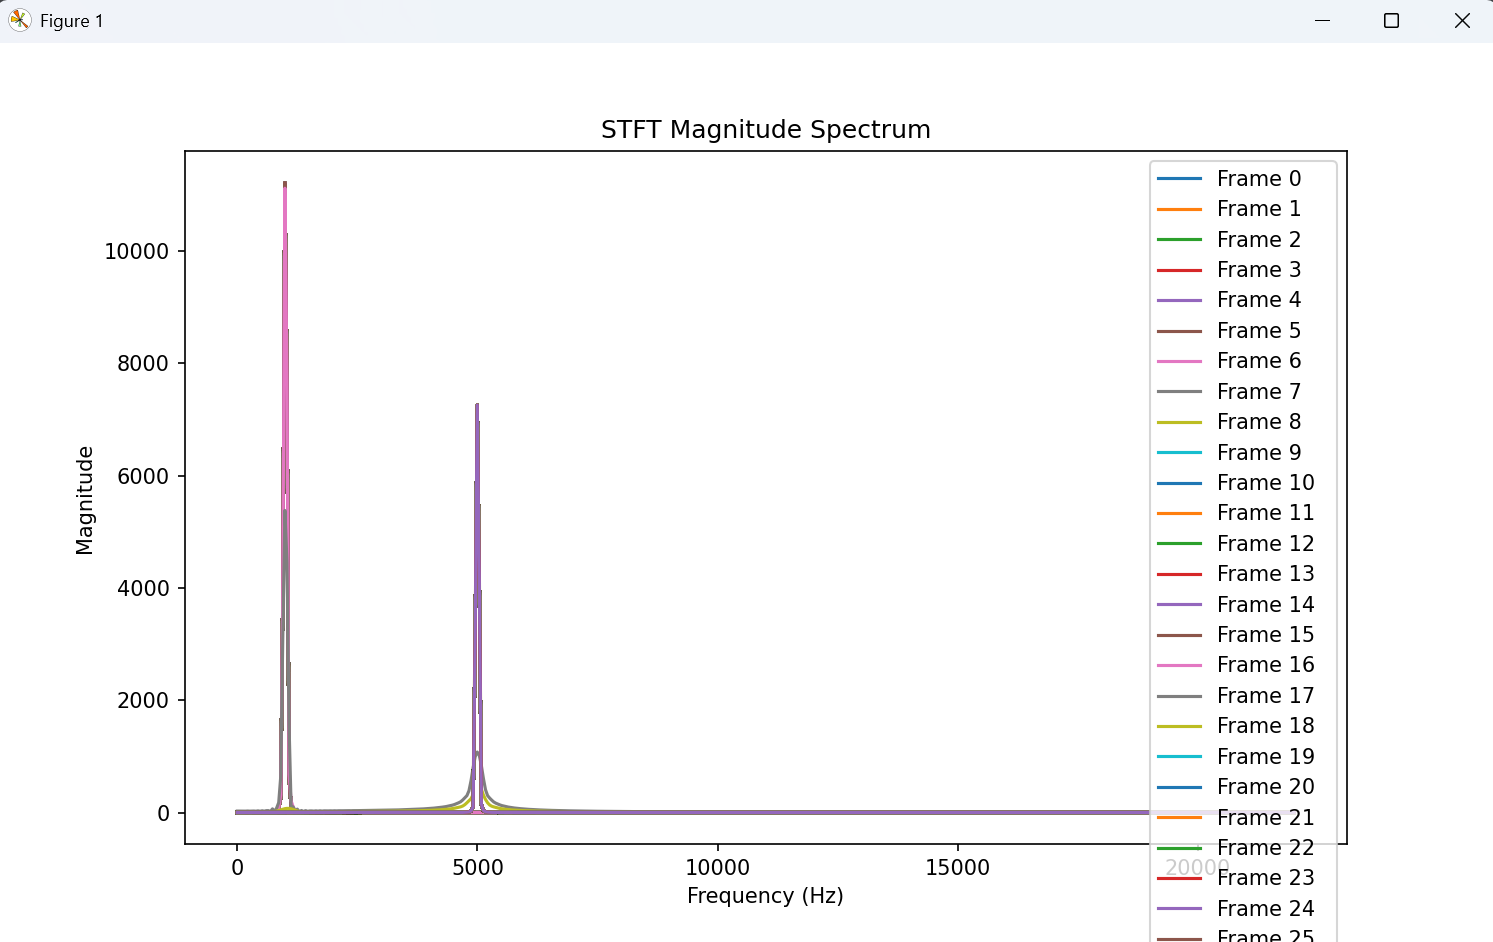 Figure 1
STFT Magnitude Spectrum
Magnitude
10000
8000
6000
4000
2000
0
0
5000
10000
15000
20000
Frequency (Hz)
Frame 0
Frame 1
Frame 2
Frame 3
Frame 4
Frame 5
Frame 6
Frame 7
Frame 8
Frame 9
Frame 10
Frame 11
Frame 12
Frame 13
Frame 14
Frame 15
Frame 16
Frame 17
Frame 18
Frame 19
Frame 20
Frame 21
Frame 22
Frame 23
Frame 24
Frame 25